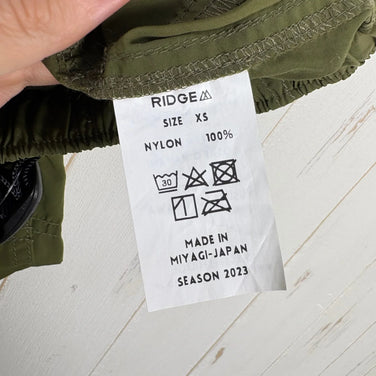 RIDGE
SIZE XS
NYLON 100%
30
MADE IN
MIYAGI-JAPAN
SEASON 2023